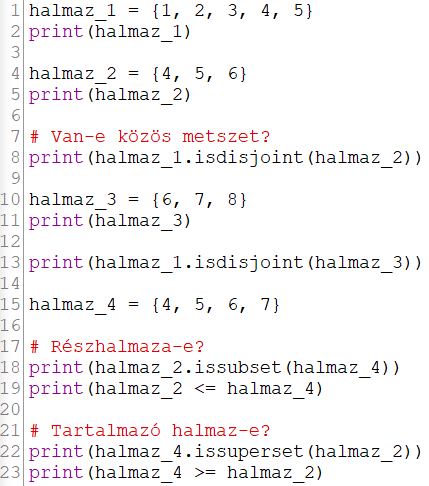 1 halmaz_1 = {1, 2, 3, 4, 5}
2 print(halmaz_1)
3
4 halmaz_2 = {4, 5, 6}
5 print(halmaz_2)
6
7 # Van-e közös metszet?
8 print(halmaz_1.isdisjoint(halmaz_2))
9
10 halmaz_3 = {6, 7, 8}
11 print(halmaz_3)
12
13 print(halmaz_1.isdisjoint(halmaz_3))
14
15 halmaz_4 = {4, 5, 6, 7}
16
17 # Részhalmaza-e?
18 print(halmaz_2.issubset(halmaz_4))
19 print(halmaz_2 <= halmaz_4)
20
21 # Tartalmazó halmaz-e?
22 print(halmaz_4.issuperset(halmaz_2))
23 print(halmaz_4 >= halmaz_2)